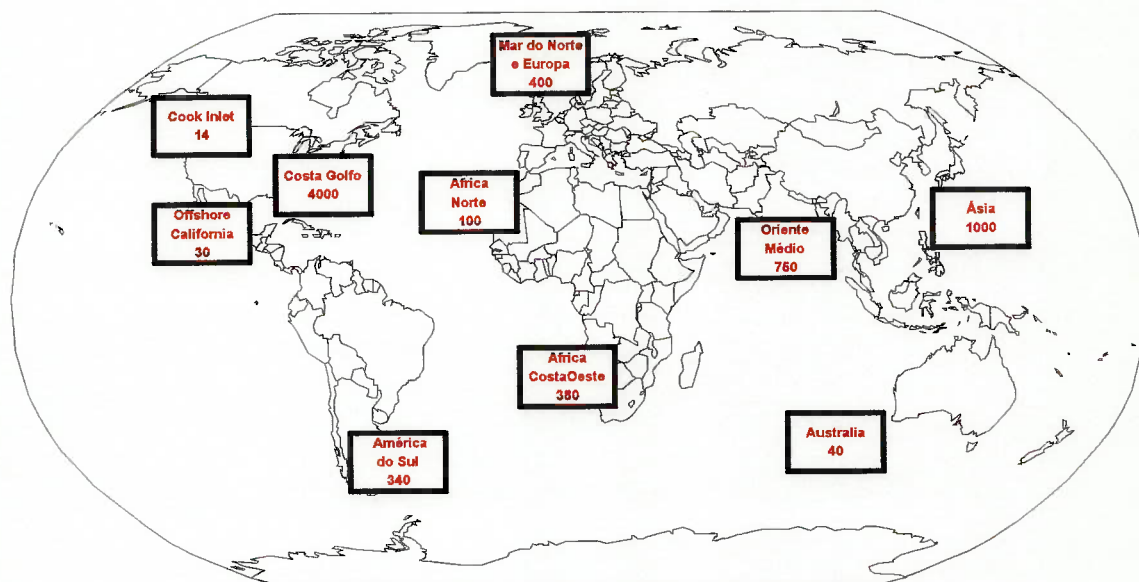 Mar do Norte
e Europa
400
Cook Inlet
14
Costa Golfo
4000
Africa
Norte
100
Offshore
California
30
Ásia
1000
Oriente
Médio
750
Africa
CostaOeste
380
América
do Sul
340
Australia
40